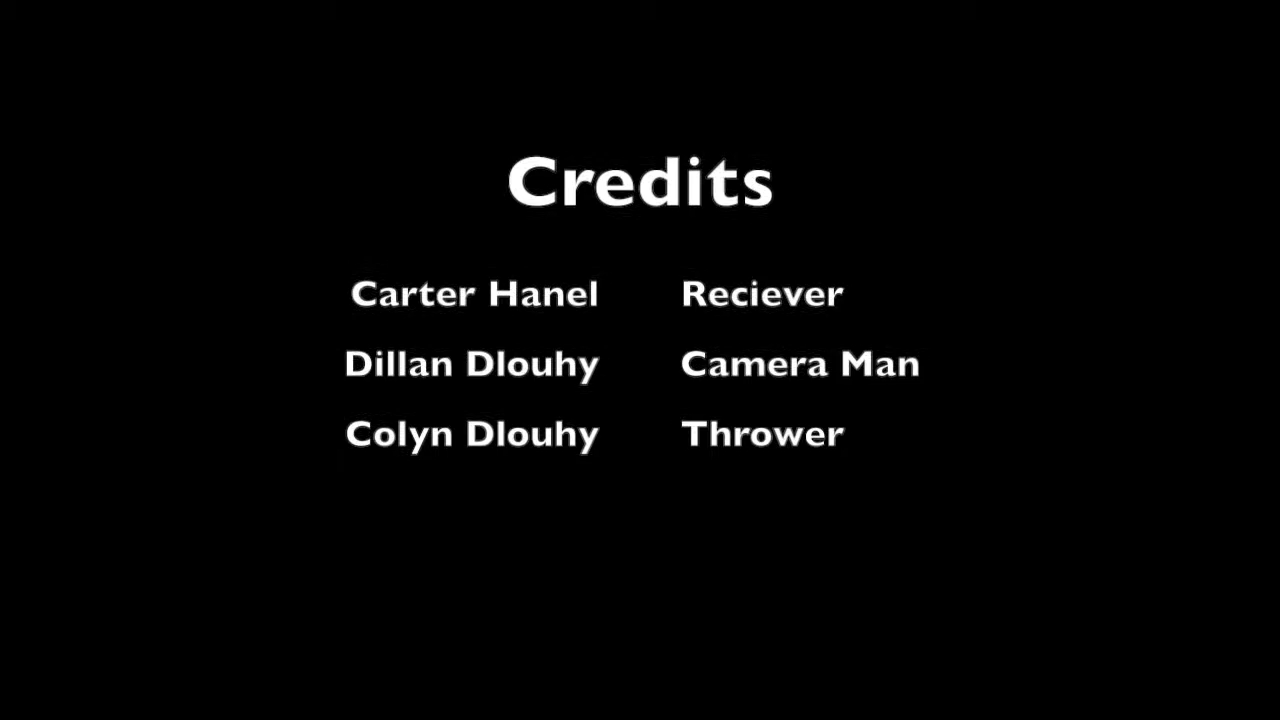 Credits
Carter Hanel Reciever
Dillan Dlouhy Camera Man
Colyn Dlouhy Thrower